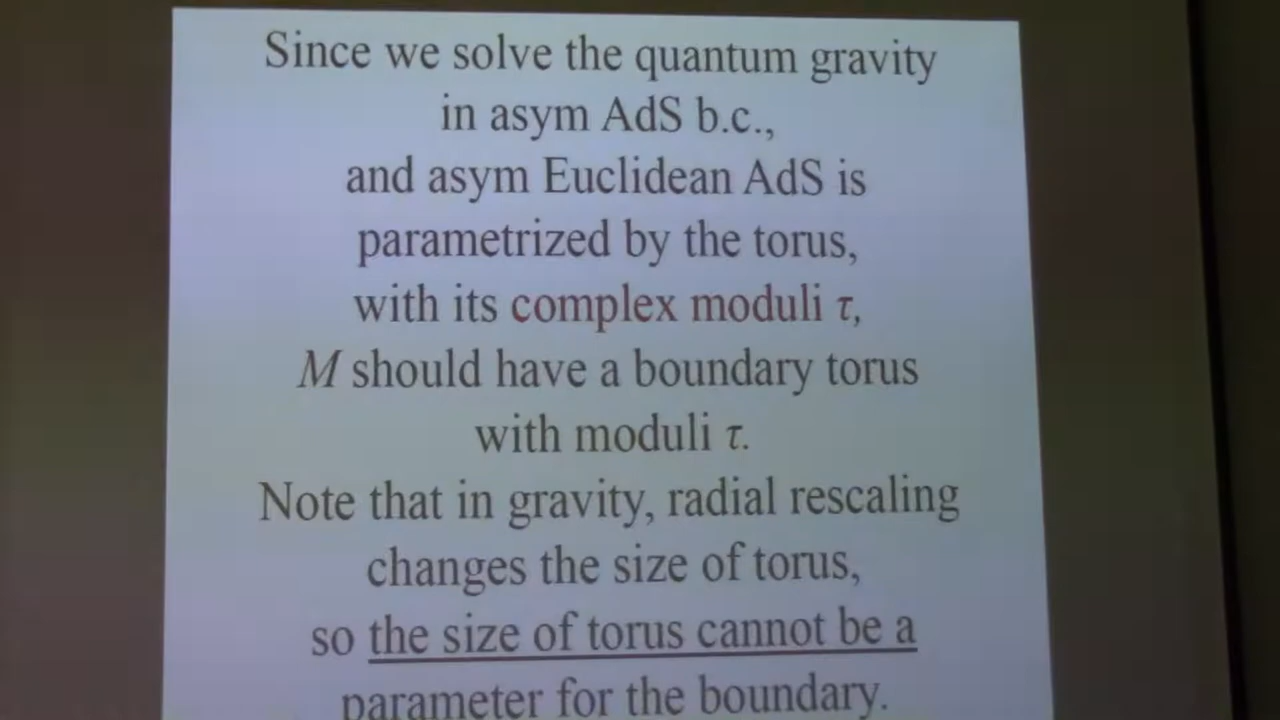 Since we solve the quantum gravity
in asym AdS b.c.,
and asym Euclidean AdS is
parametrized by the torus,
with its complex moduli τ,
M should have a boundary torus
with moduli τ.
Note that in gravity, radial rescaling
changes the size of torus,
so the size of torus cannot be a
parameter for the boundary.